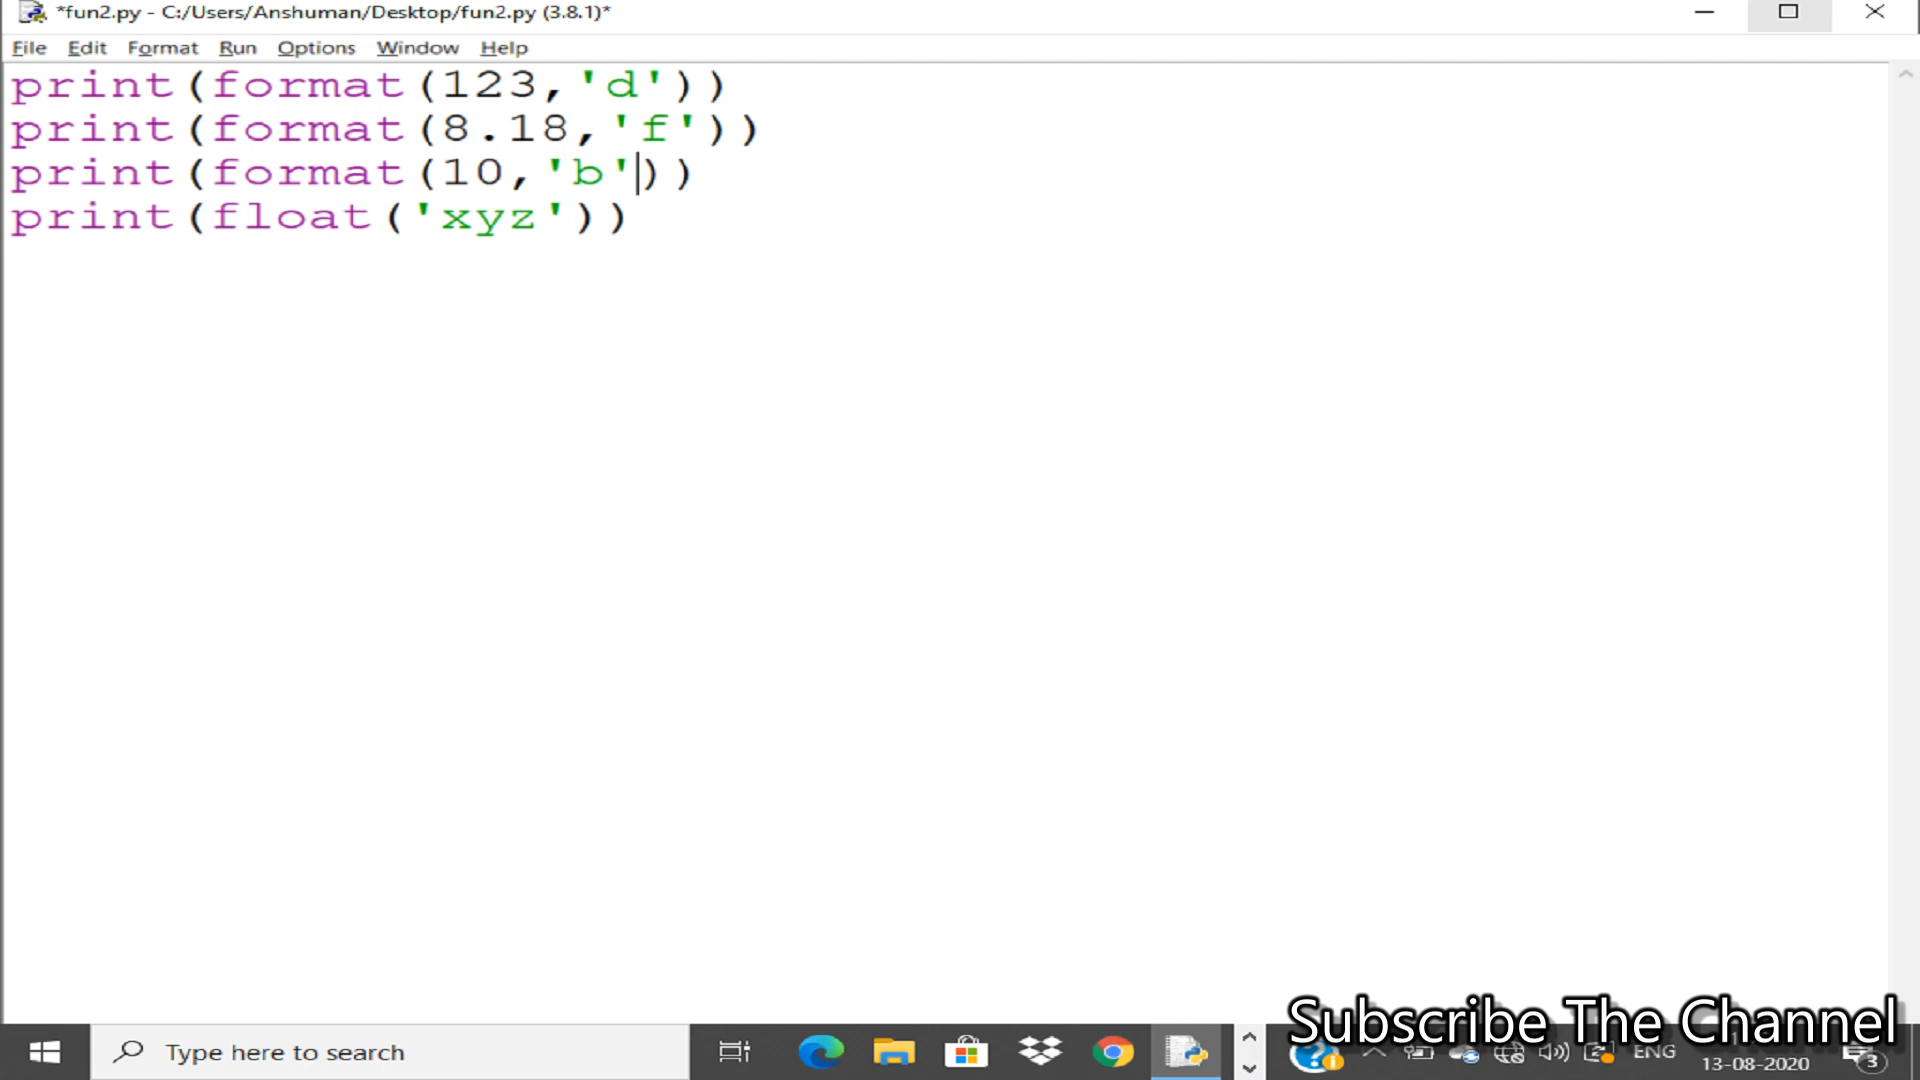 *fun2.py - C:/Users/Anshuman/Desktop/fun2.py (3.8.1)*
File Edit Format Run Options Window Help
print(format(123,'d'))
print(format(8.18,'f'))
print(format(10,'b'))
print(float('xyz'))
Subscribe The Channel
Type here to search
ENG
13-08-2020
3